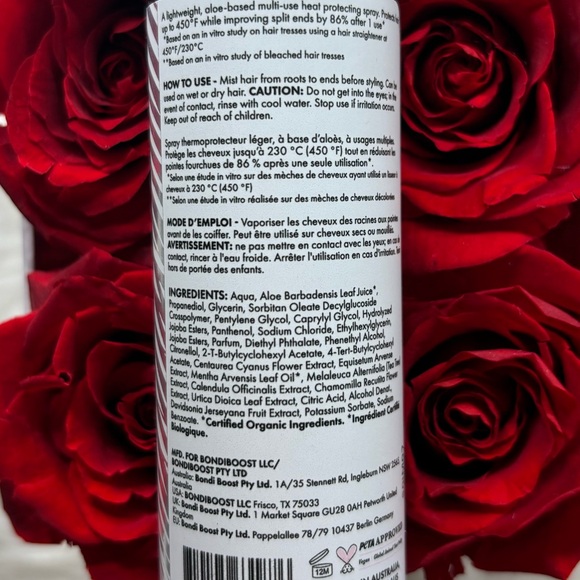 A lightweight, aloe-based multi-use heat protecting spray. Protects hair
up to 450°F while improving split ends by 86% after 1 use*
*Based on an in vitro study on hair tresses using a hair straightener at
450°F/230°C
**Based on an in vitro study of bleached hair tresses
HOW TO USE - Mist hair from roots to ends before styling. Can be
used on wet or dry hair. CAUTION: Do not get into the eyes; in the
event of contact, rinse with cool water. Stop use if irritation occurs.
Keep out of reach of children.
Spray thermoprotecteur léger, à base d'aloès, à usages multiples.
Protège les cheveux jusqu'à 230 °C (450 °F) tout en réduisant les
pointes fourchues de 86 % après une seule utilisation*.
*Selon une étude in vitro sur des mèches de cheveux ayant utilisé un lisseur
à cheveux à 230 °C (450 °F)
**Selon une étude in vitro réalisée sur des mèches de cheveux décolorées
MODE D'EMPLOI - Vaporiser les cheveux des racines aux pointes
avant de les coiffer. Peut être utilisé sur cheveux secs ou mouillés.
AVERTISSEMENT: ne pas mettre en contact avec les yeux; en cas de
contact, rincer à l'eau froide. Arrêter l'utilisation en cas d'irritation. Tenir
hors de portée des enfants.
INGREDIENTS: Aqua, Aloe Barbadensis Leaf Juice*,
Propanediol, Glycerin, Sorbitan Oleate Decylglucoside
Crosspolymer, Pentylene Glycol, Caprylyl Glycol, Hydrolyzed
Jojoba Esters, Panthenol, Sodium Chloride, Ethylhexylglycerin,
Jojoba Esters, Parfum, Diethyl Phthalate, Phenethyl Alcohol,
Citronellol, 2-T-Butylcyclohexyl Acetate, 4-Tert-Butylcyclohexyl
Acetate, Centaurea Cyanus Flower Extract, Equisetum Arvense
Extract, Mentha Arvensis Leaf Oil*, Melaleuca Alternifolia (Tea Tree)
Extract, Calendula Officinalis Extract, Chamomilla Recutita Flower
Extract, Urtica Dioica Leaf Extract, Citric Acid, Alcohol Denat.,
Davidsonia Jerseyana Fruit Extract, Potassium Sorbate, Sodium
Benzoate. *Certified Organic Ingredients. *Ingrédient Certifié
Biologique.
MFD. FOR BONDIBOOST LLC/
BONDIBOOST PTY LTD
Australia: Bondi Boost Pty Ltd. 1A/35 Stennett Rd, Ingleburn NSW 2565,
Australia
USA: BONDIBOOST LLC Frisco, TX 75033
UK: Bondi Boost Pty Ltd. 1 Market Square GU28 0AH Petworth United
Kingdom
EU: Bondi Boost Pty Ltd. Pappelallee 78/79 10437 Berlin Germany
12M
PETA APPROVED
AUSTRALIA